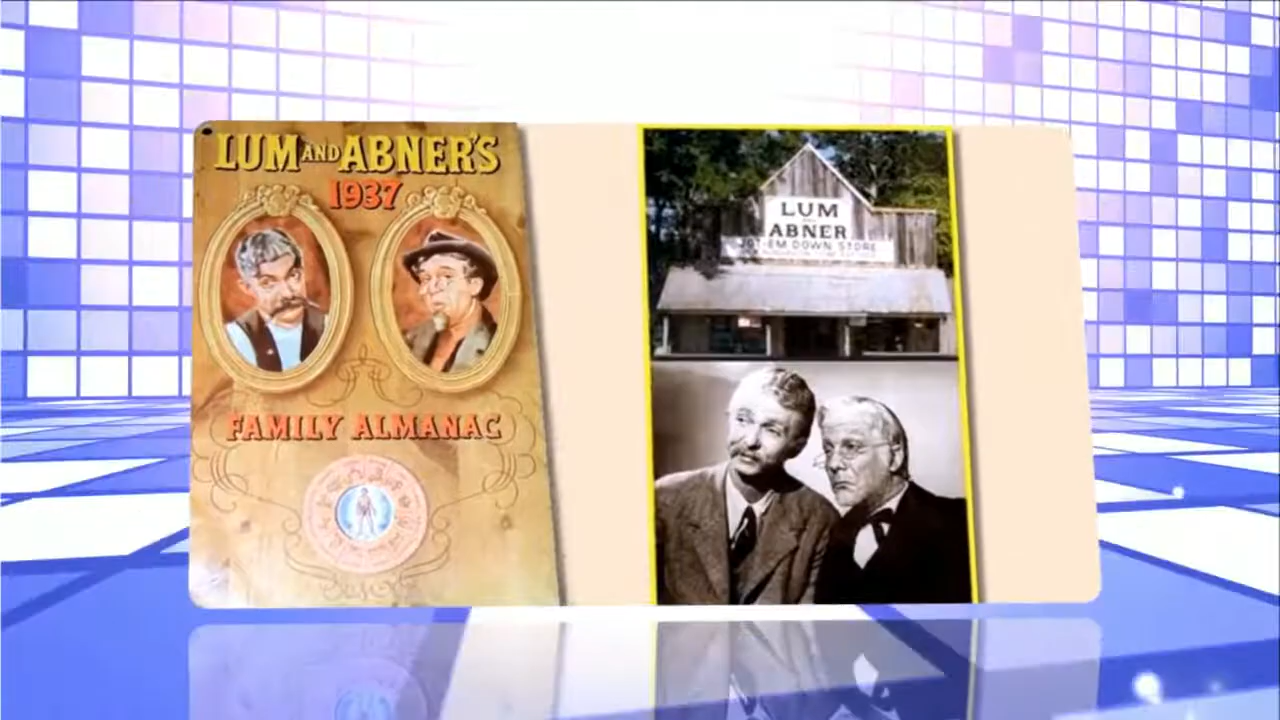 LUM AND ABNER'S
1937
FAMILY ALMANAC
LUM
ABNER
JOT-EM DOWN STORE